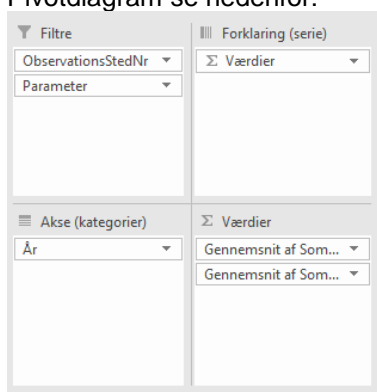 Pivotdiagram se nedenfor.
Filtre
ObservationsStedNr
Parameter
Forklaring (serie)
Σ Værdier
Akse (kategorier)
År
Σ Værdier
Gennemsnit af Som...
Gennemsnit af Som...